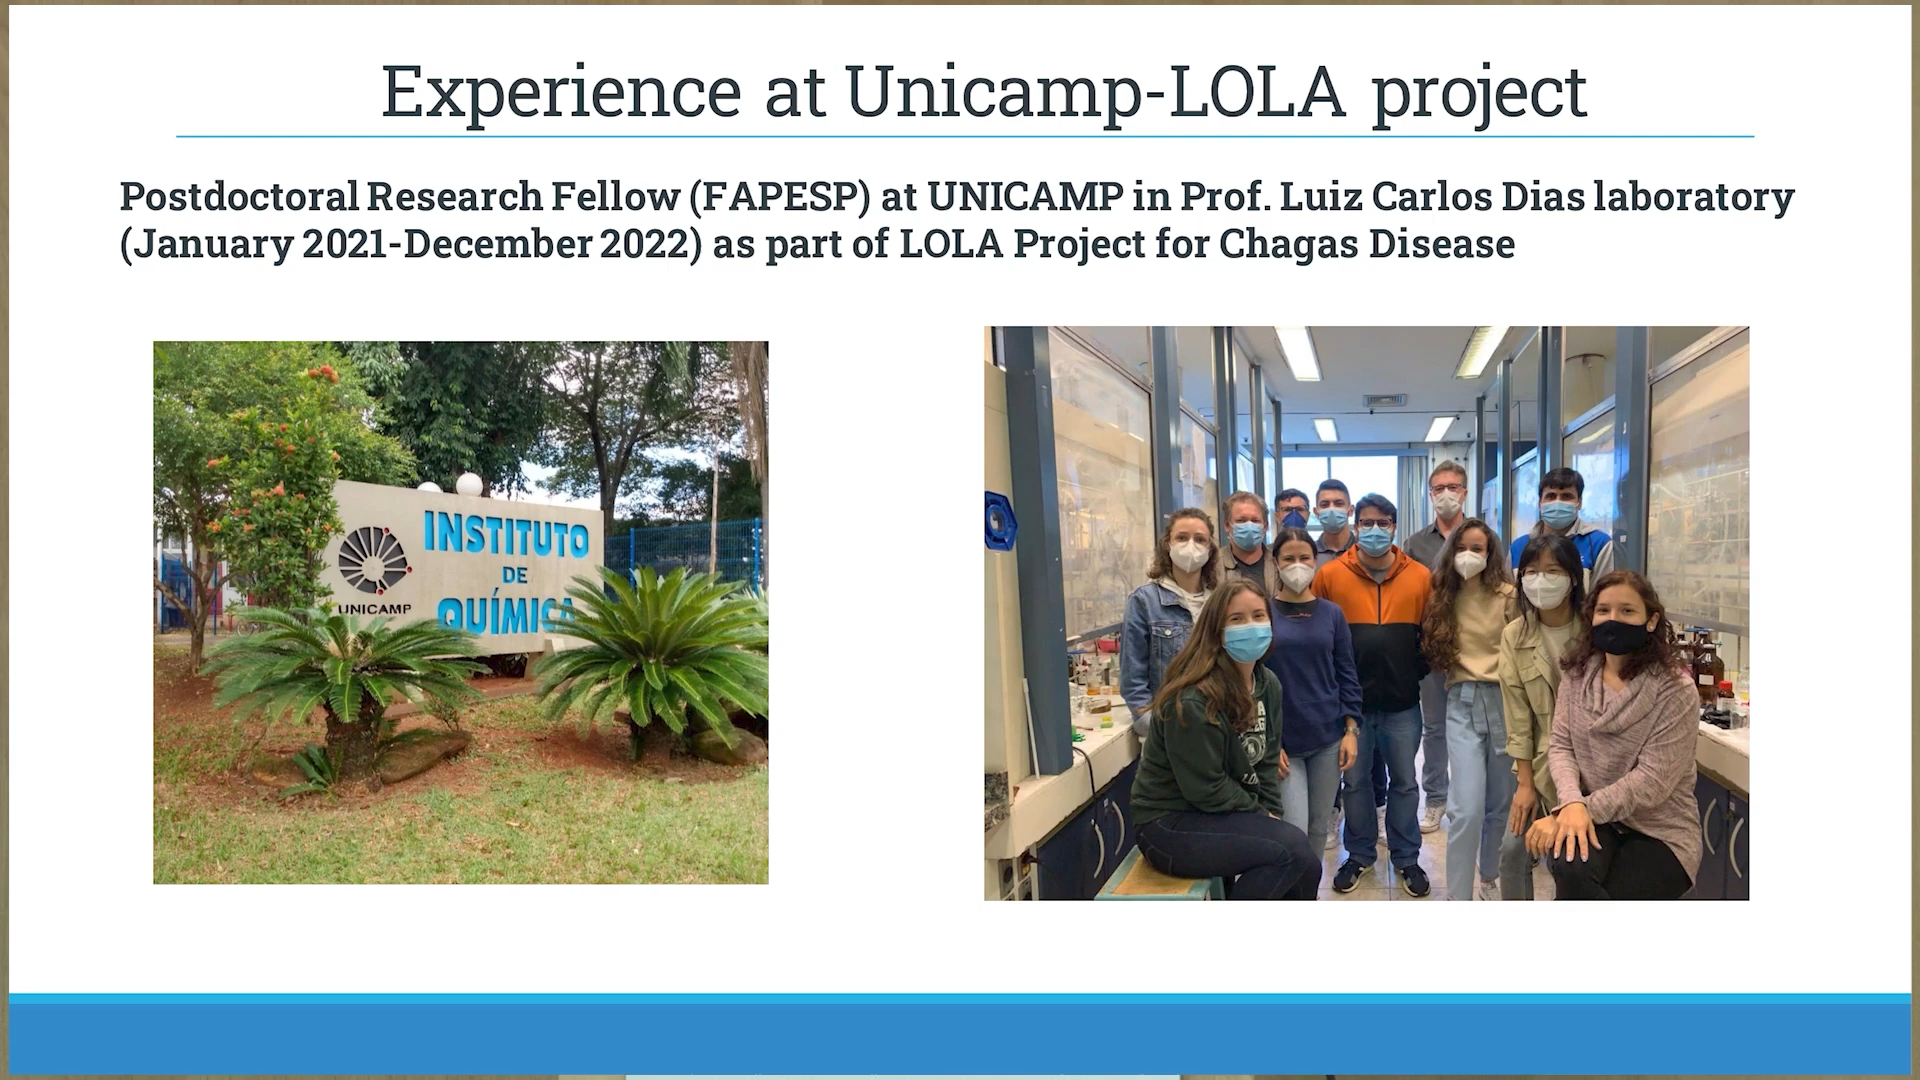 Experience at Unicamp-LOLA project
Postdoctoral Research Fellow (FAPESP) at UNICAMP in Prof. Luiz Carlos Dias laboratory
(January 2021-December 2022) as part of LOLA Project for Chagas Disease
INSTITUTO
DE
QUÍMICA
UNICAMP